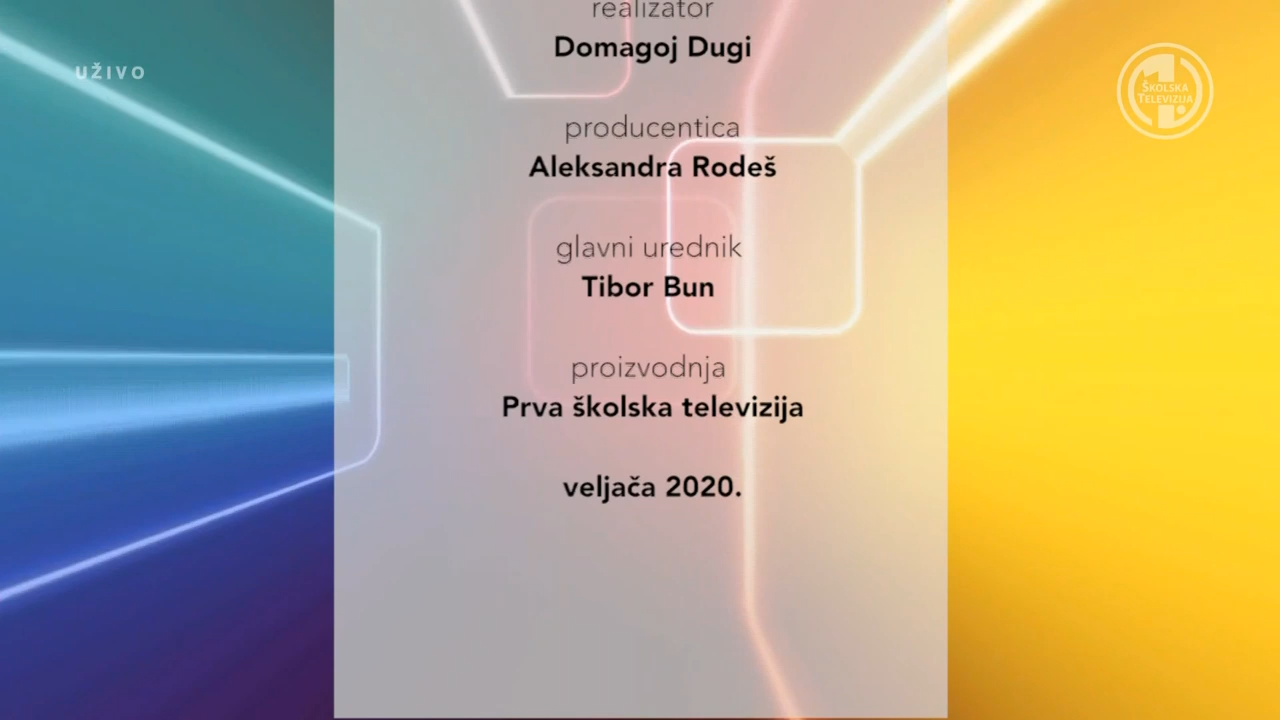 realizator
Domagoj Dugi
UŽIVO
1.
ŠKOLSKA
TELEVIZIJA
producentica
Aleksandra Rodeš
glavni urednik
Tibor Bun
proizvodnja
Prva školska televizija
veljača 2020.